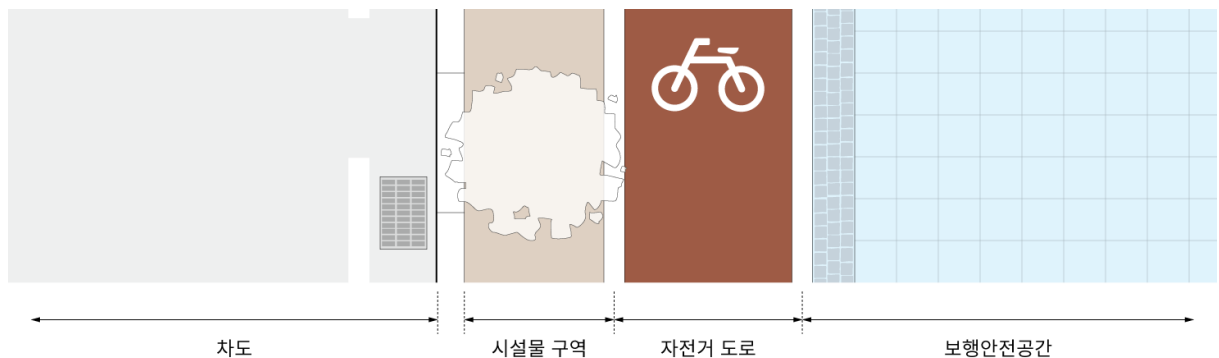 차도
시설물 구역
자전거 도로
보행안전공간